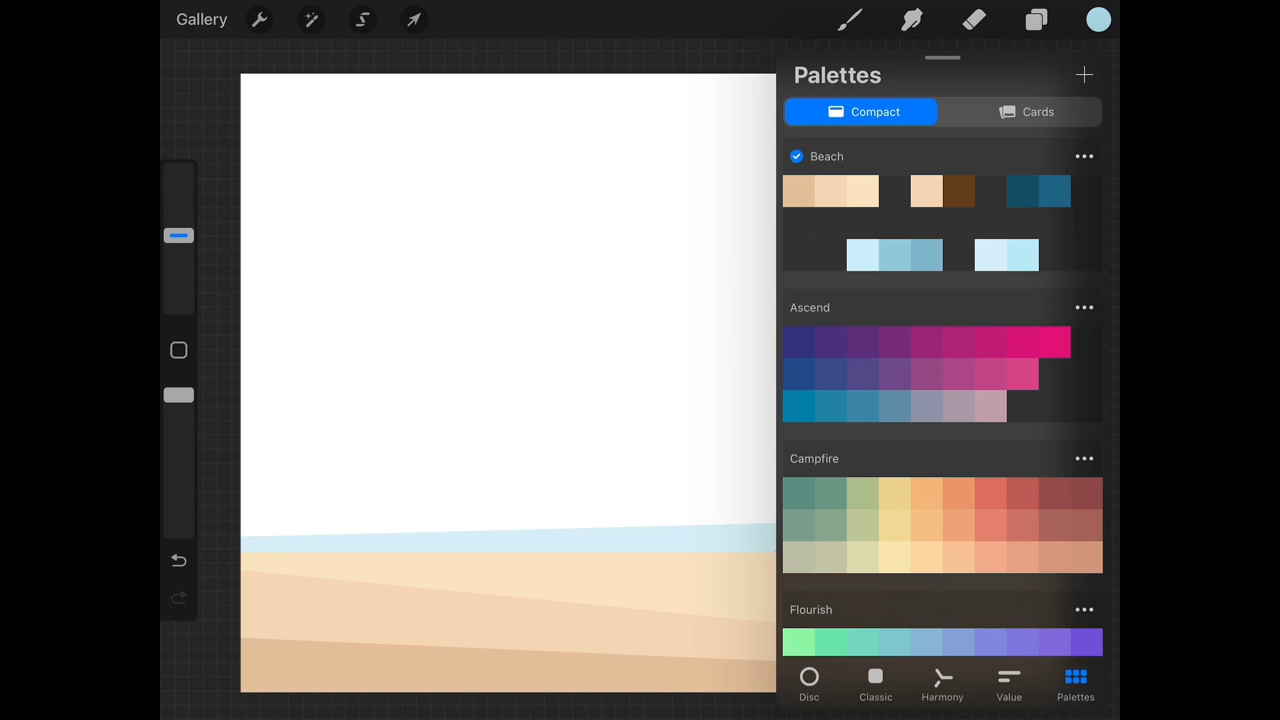 Gallery
Palettes
Compact
Cards
Beach
Ascend
Campfire
Flourish
Disc
Classic
Harmony
Value
Palettes